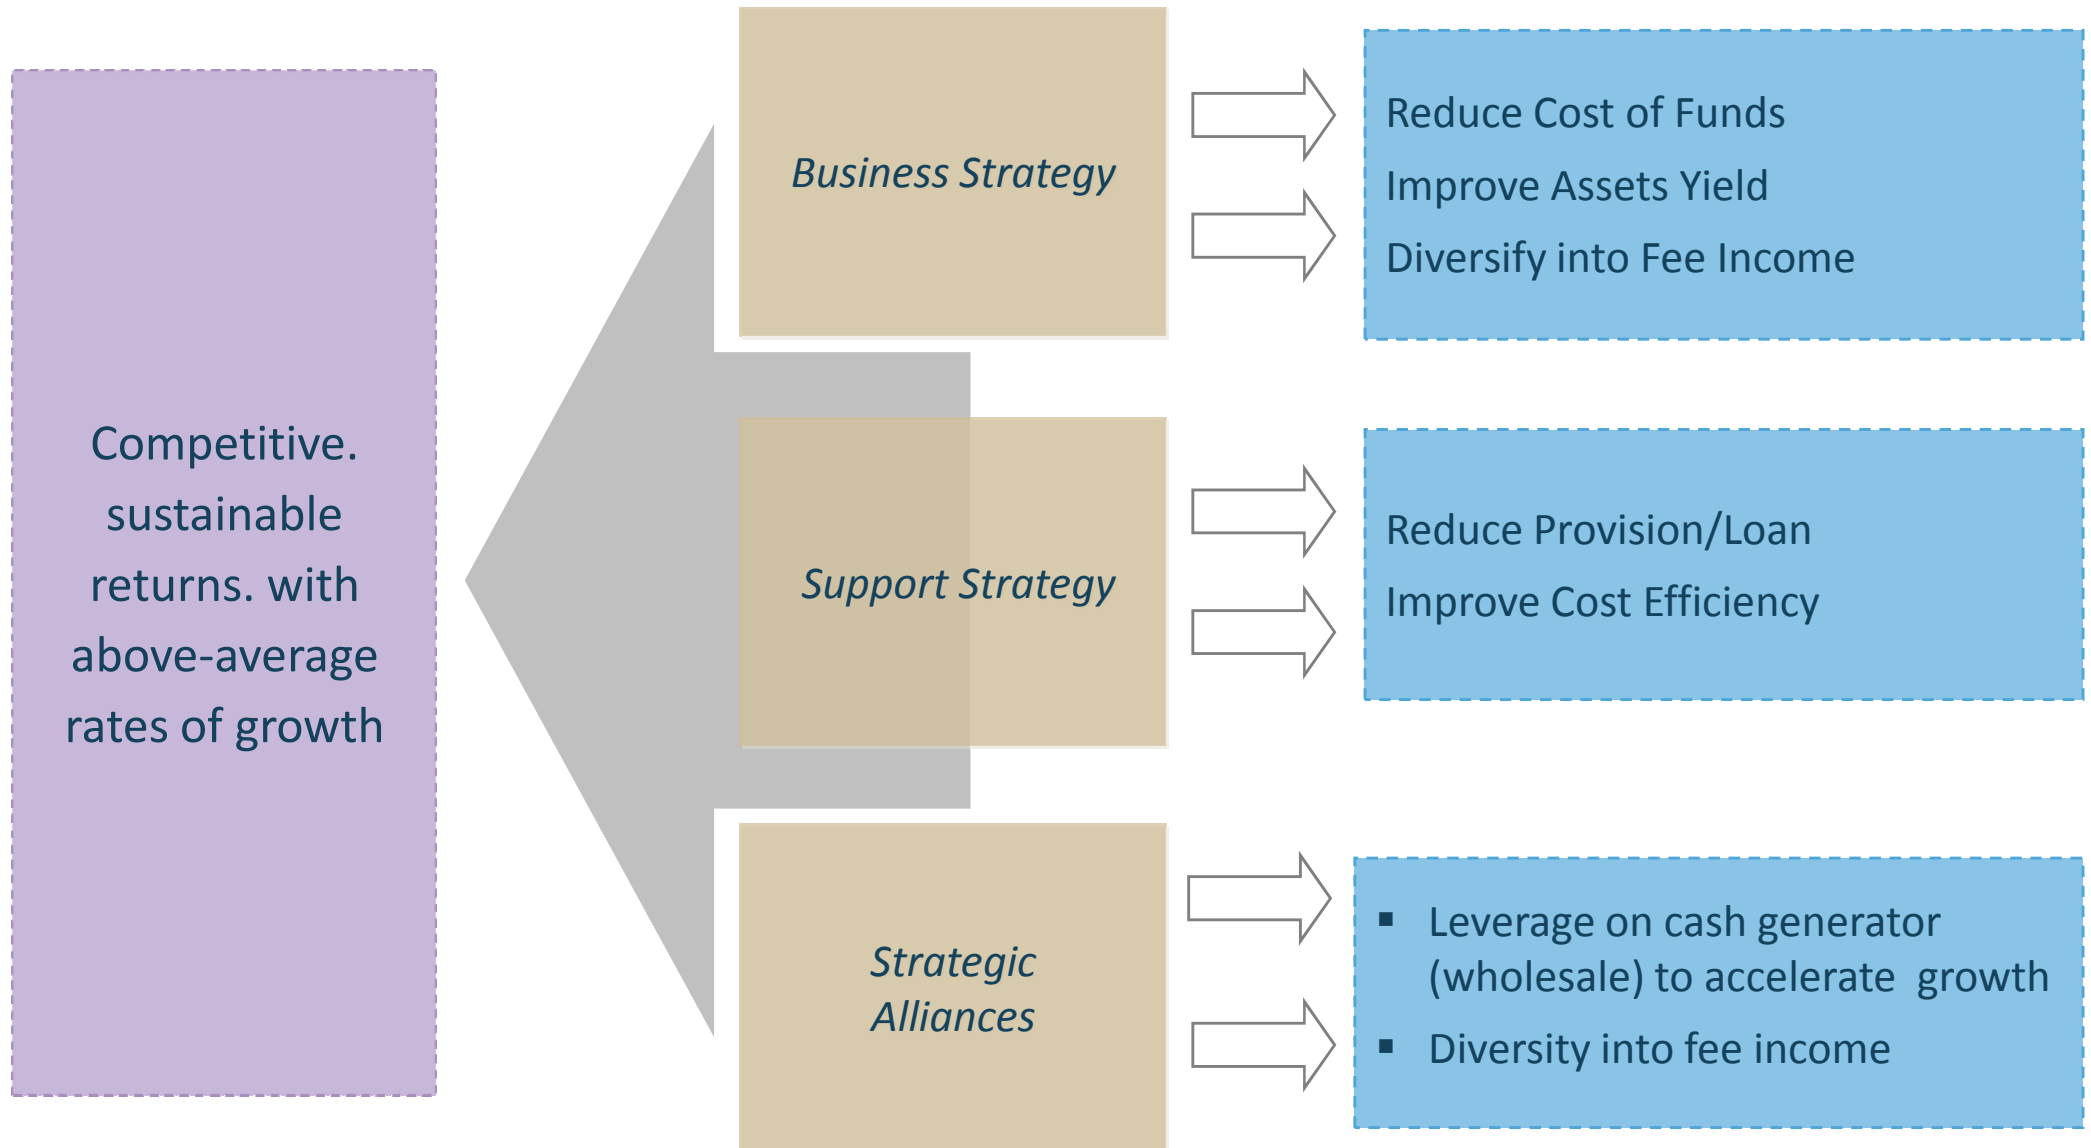 Competitive.
sustainable
returns. with
above-average
rates of growth
Business Strategy
Reduce Cost of Funds
Improve Assets Yield
Diversify into Fee Income
Support Strategy
Reduce Provision/Loan
Improve Cost Efficiency
Strategic
Alliances
▪ Leverage on cash generator
(wholesale) to accelerate  growth
▪ Diversity into fee income